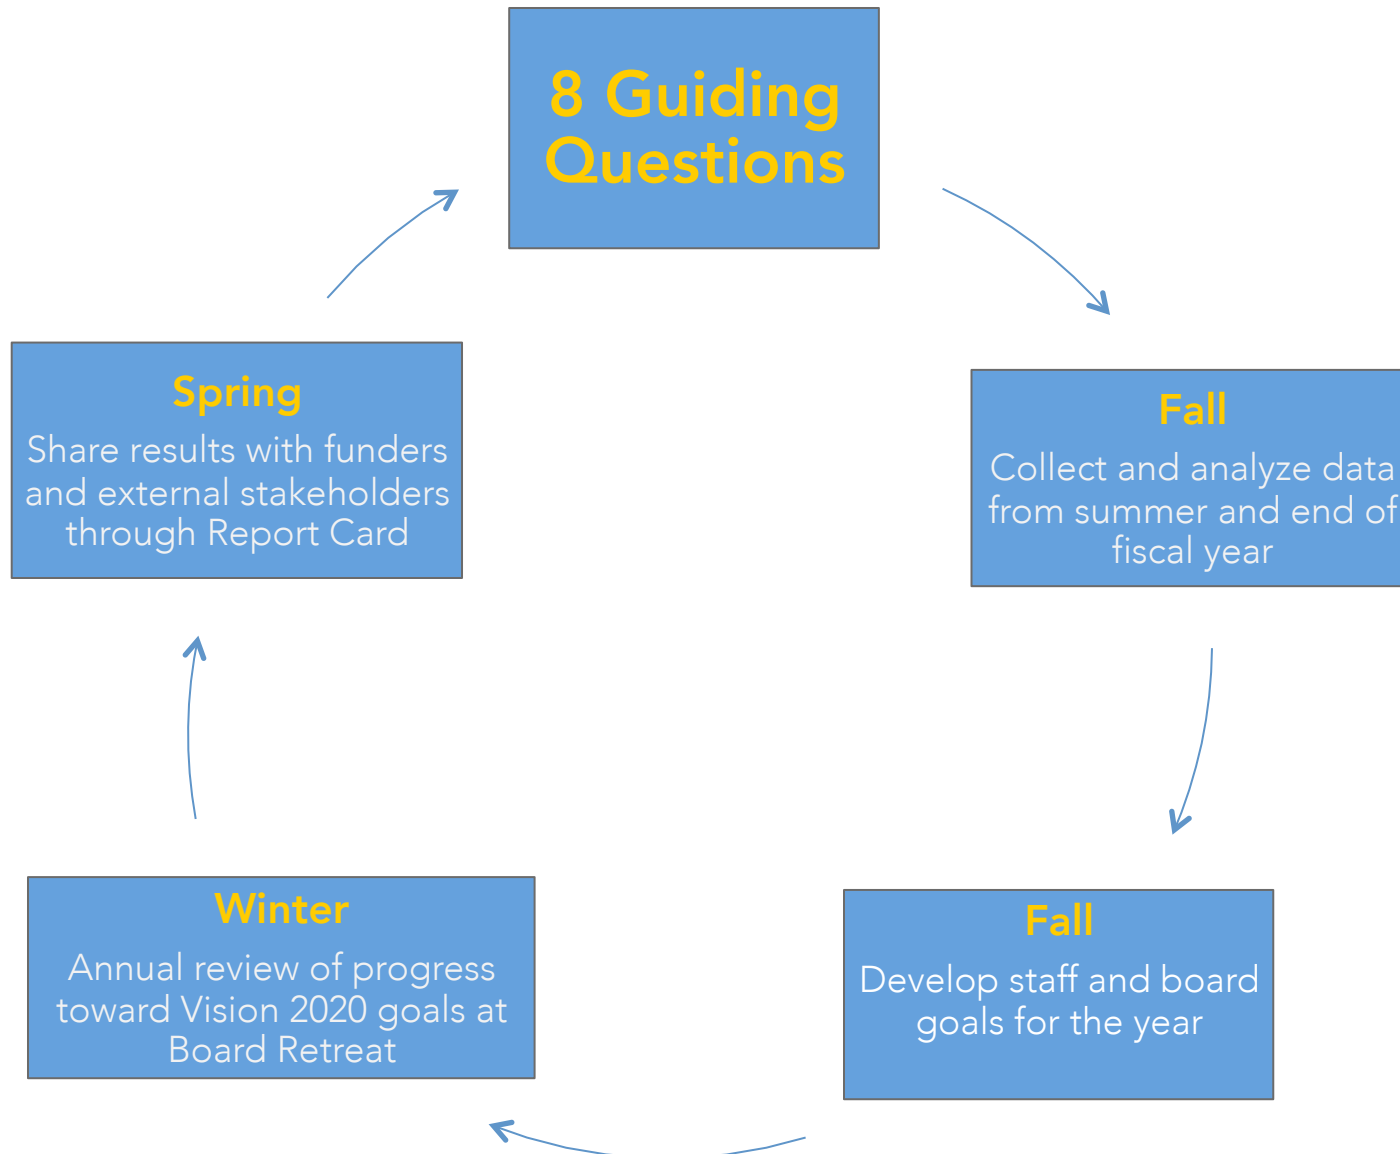 8 Guiding
Questions
Fall
Collect and analyze data
from summer and end of
fiscal year
Fall
Develop staff and board
goals for the year
Winter
Annual review of progress
toward Vision 2020 goals at
Board Retreat
Spring
Share results with funders
and external stakeholders
through Report Card